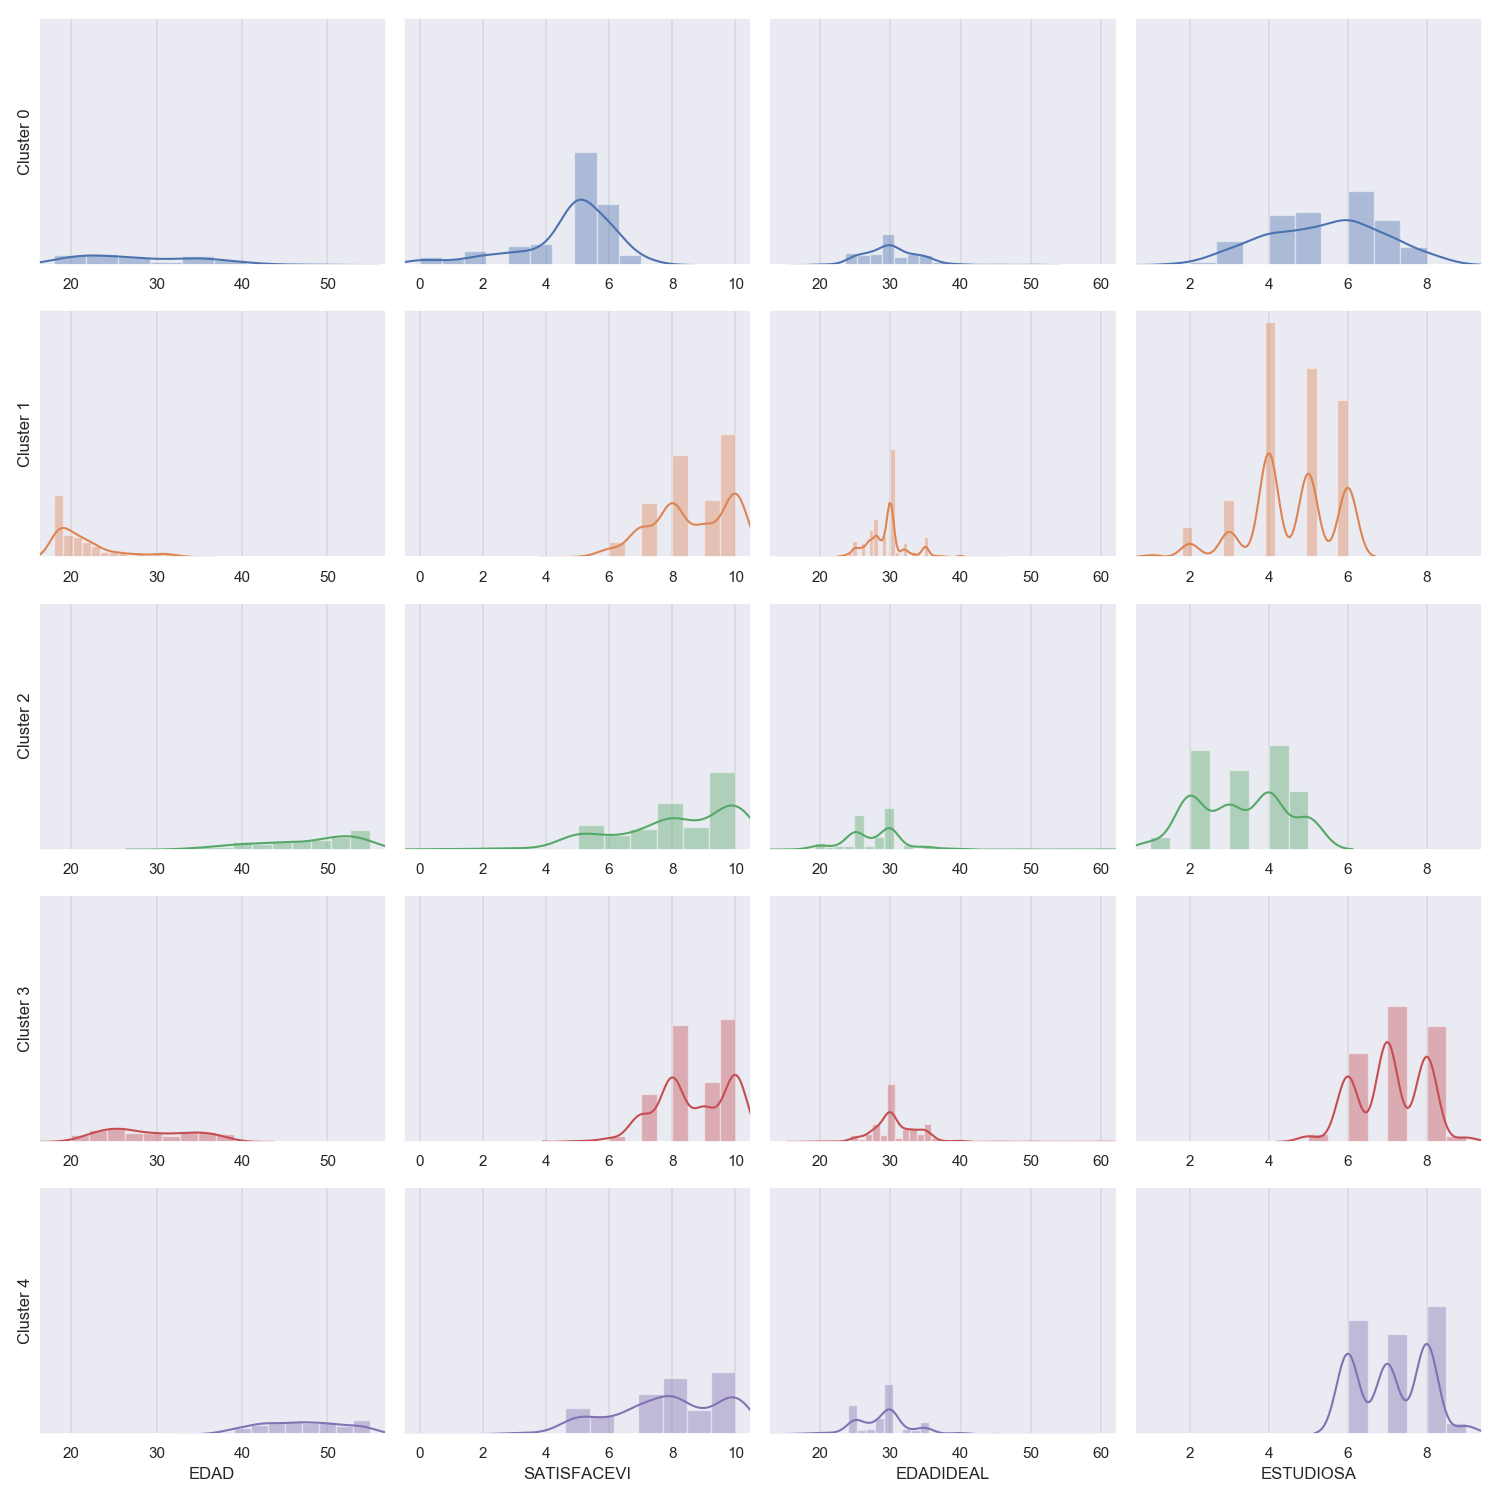 Cluster 0
20 30 40 50 0 2 4 6 8 10 20 30 40 50 60 2 4 6 8
Cluster 1
20 30 40 50 0 2 4 6 8 10 20 30 40 50 60 2 4 6 8
Cluster 2
20 30 40 50 0 2 4 6 8 10 20 30 40 50 60 2 4 6 8
Cluster 3
20 30 40 50 0 2 4 6 8 10 20 30 40 50 60 2 4 6 8
Cluster 4
20 30 40 50 0 2 4 6 8 10 20 30 40 50 60 2 4 6 8
EDAD SATISFACEVI EDADIDEAL ESTUDIOSA